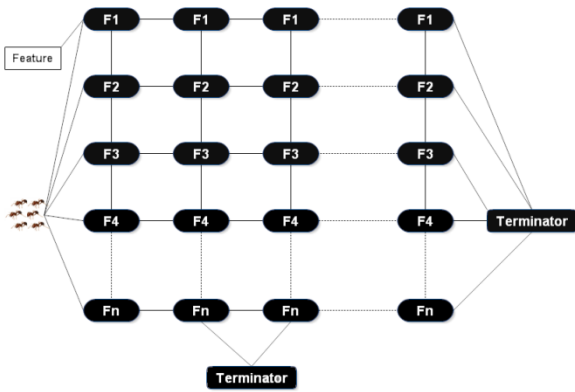 F1 F1 F1 F1
Feature
F2 F2 F2 F2
F3 F3 F3 F3
F4 F4 F4 F4
Terminator
Fn Fn Fn Fn
Terminator